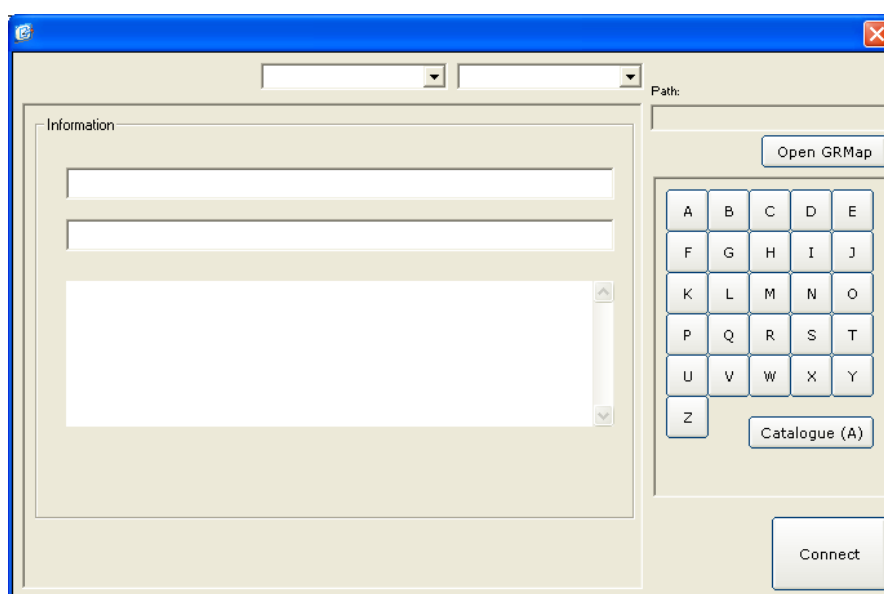 Path:
Information
Open GRMap
A B C D E
F G H I J
K L M N O
P Q R S T
U V W X Y
Z
Catalogue (A)
Connect